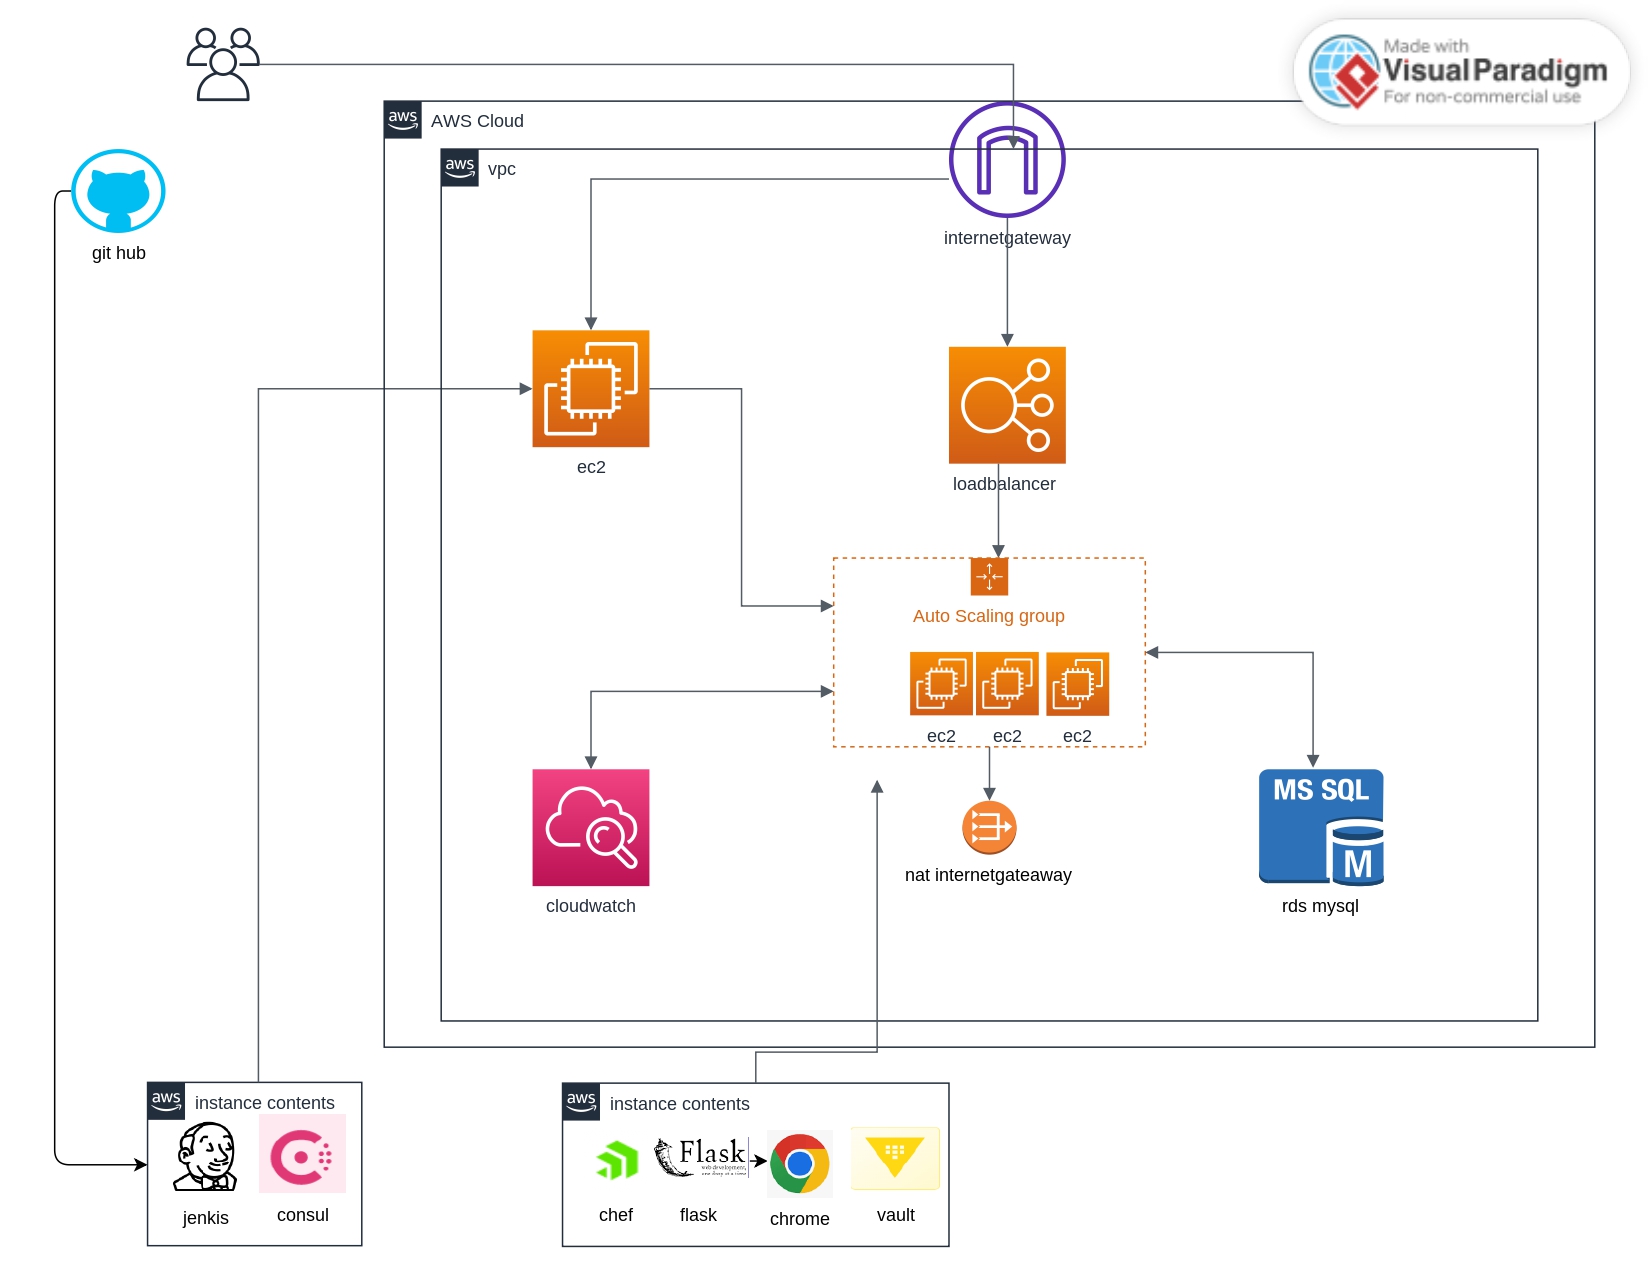 Made with
Visual Paradigm
For non-commercial use
aws
AWS Cloud
aws
vpc
git hub
internetgateway
ec2
loadbalancer
Auto Scaling group
ec2
ec2
ec2
MS SQL
M
nat internetgateaway
cloudwatch
rds mysql
aws
instance contents
jenkis
consul
aws
instance contents
Flask
web development,
one drop at a time
chef
flask
chrome
vault